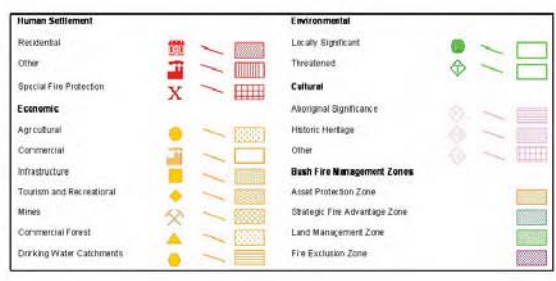 Human Settlement
Residential
Other
Special Fire Protection
Economic
Agricultural
Commercial
Infrastructure
Tourism and Recreational
Mines
Commercial Forest
Drinking Water Catchments
Environmental
Locally Significant
Threatened
Cultural
Aboriginal Significance
Historic Heritage
Other
Bush Fire Management Zones
Asset Protection Zone
Strategic Fire Advantage Zone
Land Management Zone
Fire Exclusion Zone